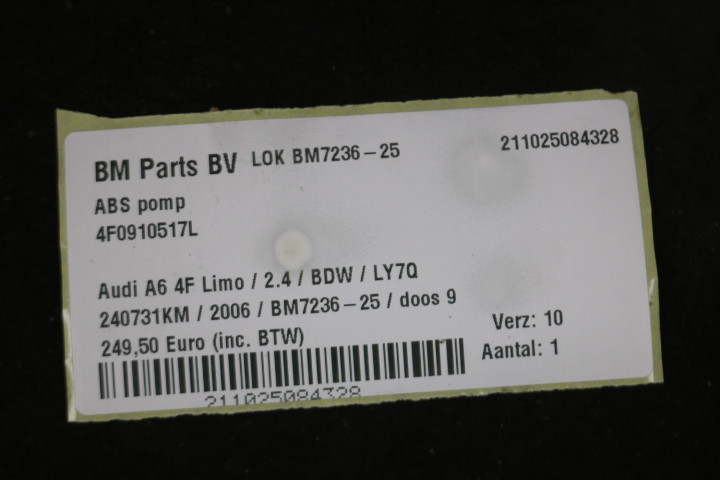 BM Parts BV LOK BM7236-25 211025084328
ABS pomp
4F0910517L
Audi A6 4F Limo / 2.4 / BDW / LY7Q
240731KM / 2006 / BM7236-25 / doos 9
249,50 Euro (inc. BTW) Verz: 10
Aantal: 1
211025084328